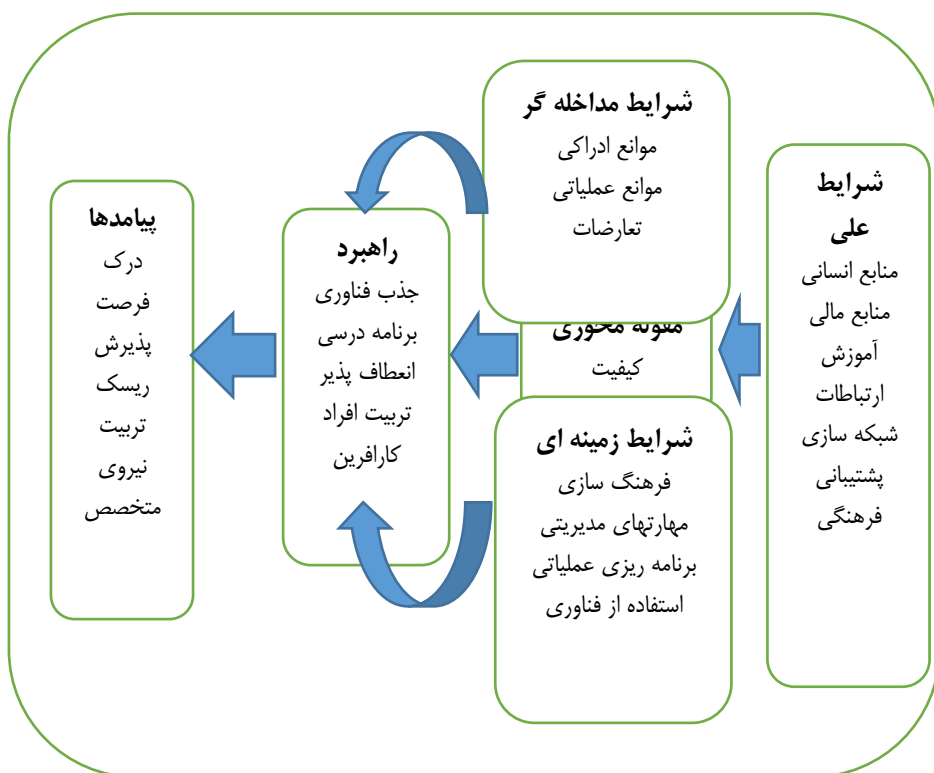 شرایط
علی
منابع انسانی
منابع مالی
آموزش
ارتباطات
شبکه سازی
پشتیبانی
فرهنگی
شرایط مداخله گر
موانع ادراکی
موانع عملیاتی
تعارضات
مقوله محوری
کیفیت
شرایط زمینه ای
فرهنگ سازی
مهارتهای مدیریتی
برنامه ریزی عملیاتی
استفاده از فناوری
راهبرد
جذب فناوری
برنامه درسی
انعطاف پذیر
تربیت افراد
کارافرین
پیامدها
درک
فرصت
پذیرش
ریسک
تربیت
نیروی
متخصص